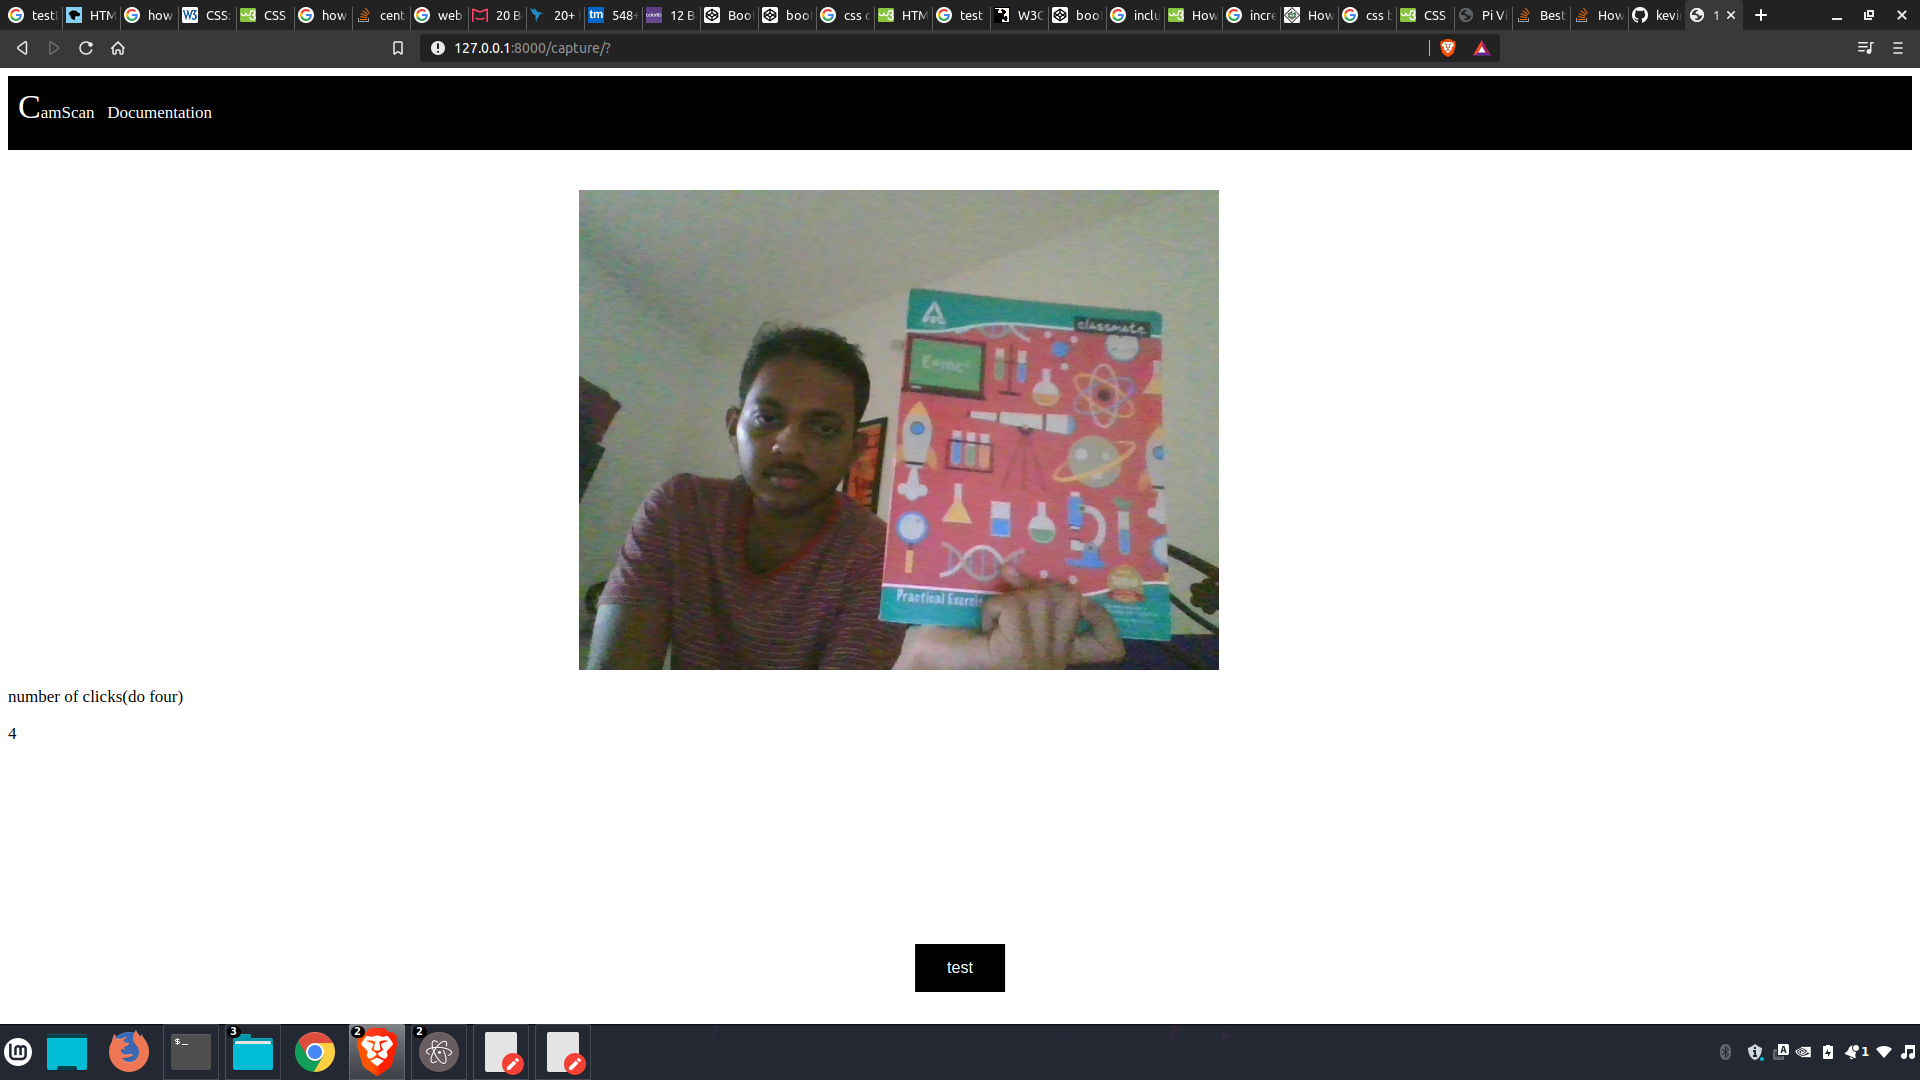 testl HTM how CSS: CSS how cent web 20 B 20+ 548+ 12 B Boo boo css c HTM test W3C boo inclu How incre How css t CSS Pi Vi Best How kevin 1
127.0.0.1:8000/capture/?
CamScan Documentation
classmate
E=mc²
Practical Exerci
number of clicks(do four)
4
test
$_
3
2
2
A
1